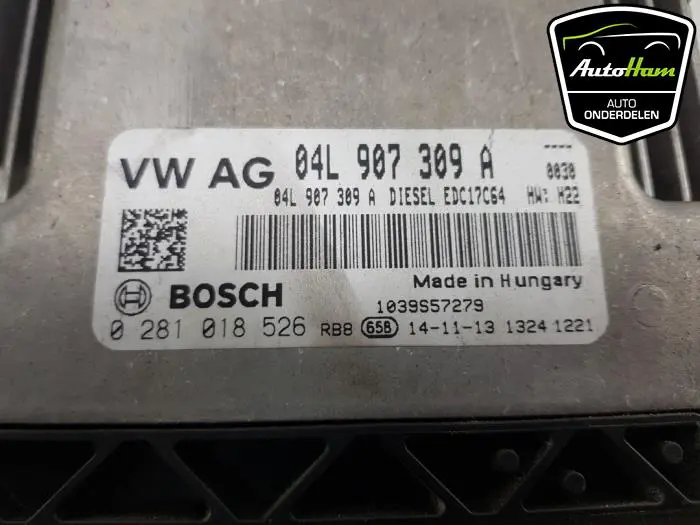 AutoHam
AUTO
ONDERDELEN
VW AG 04L 907 309 A ----
0030
04L 907 309 A DIESEL EDC17C64 HW: H22
Made in Hungary
BOSCH 1039S57279
0 281 018 526 RB8 65B 14-11-13 1324 1221